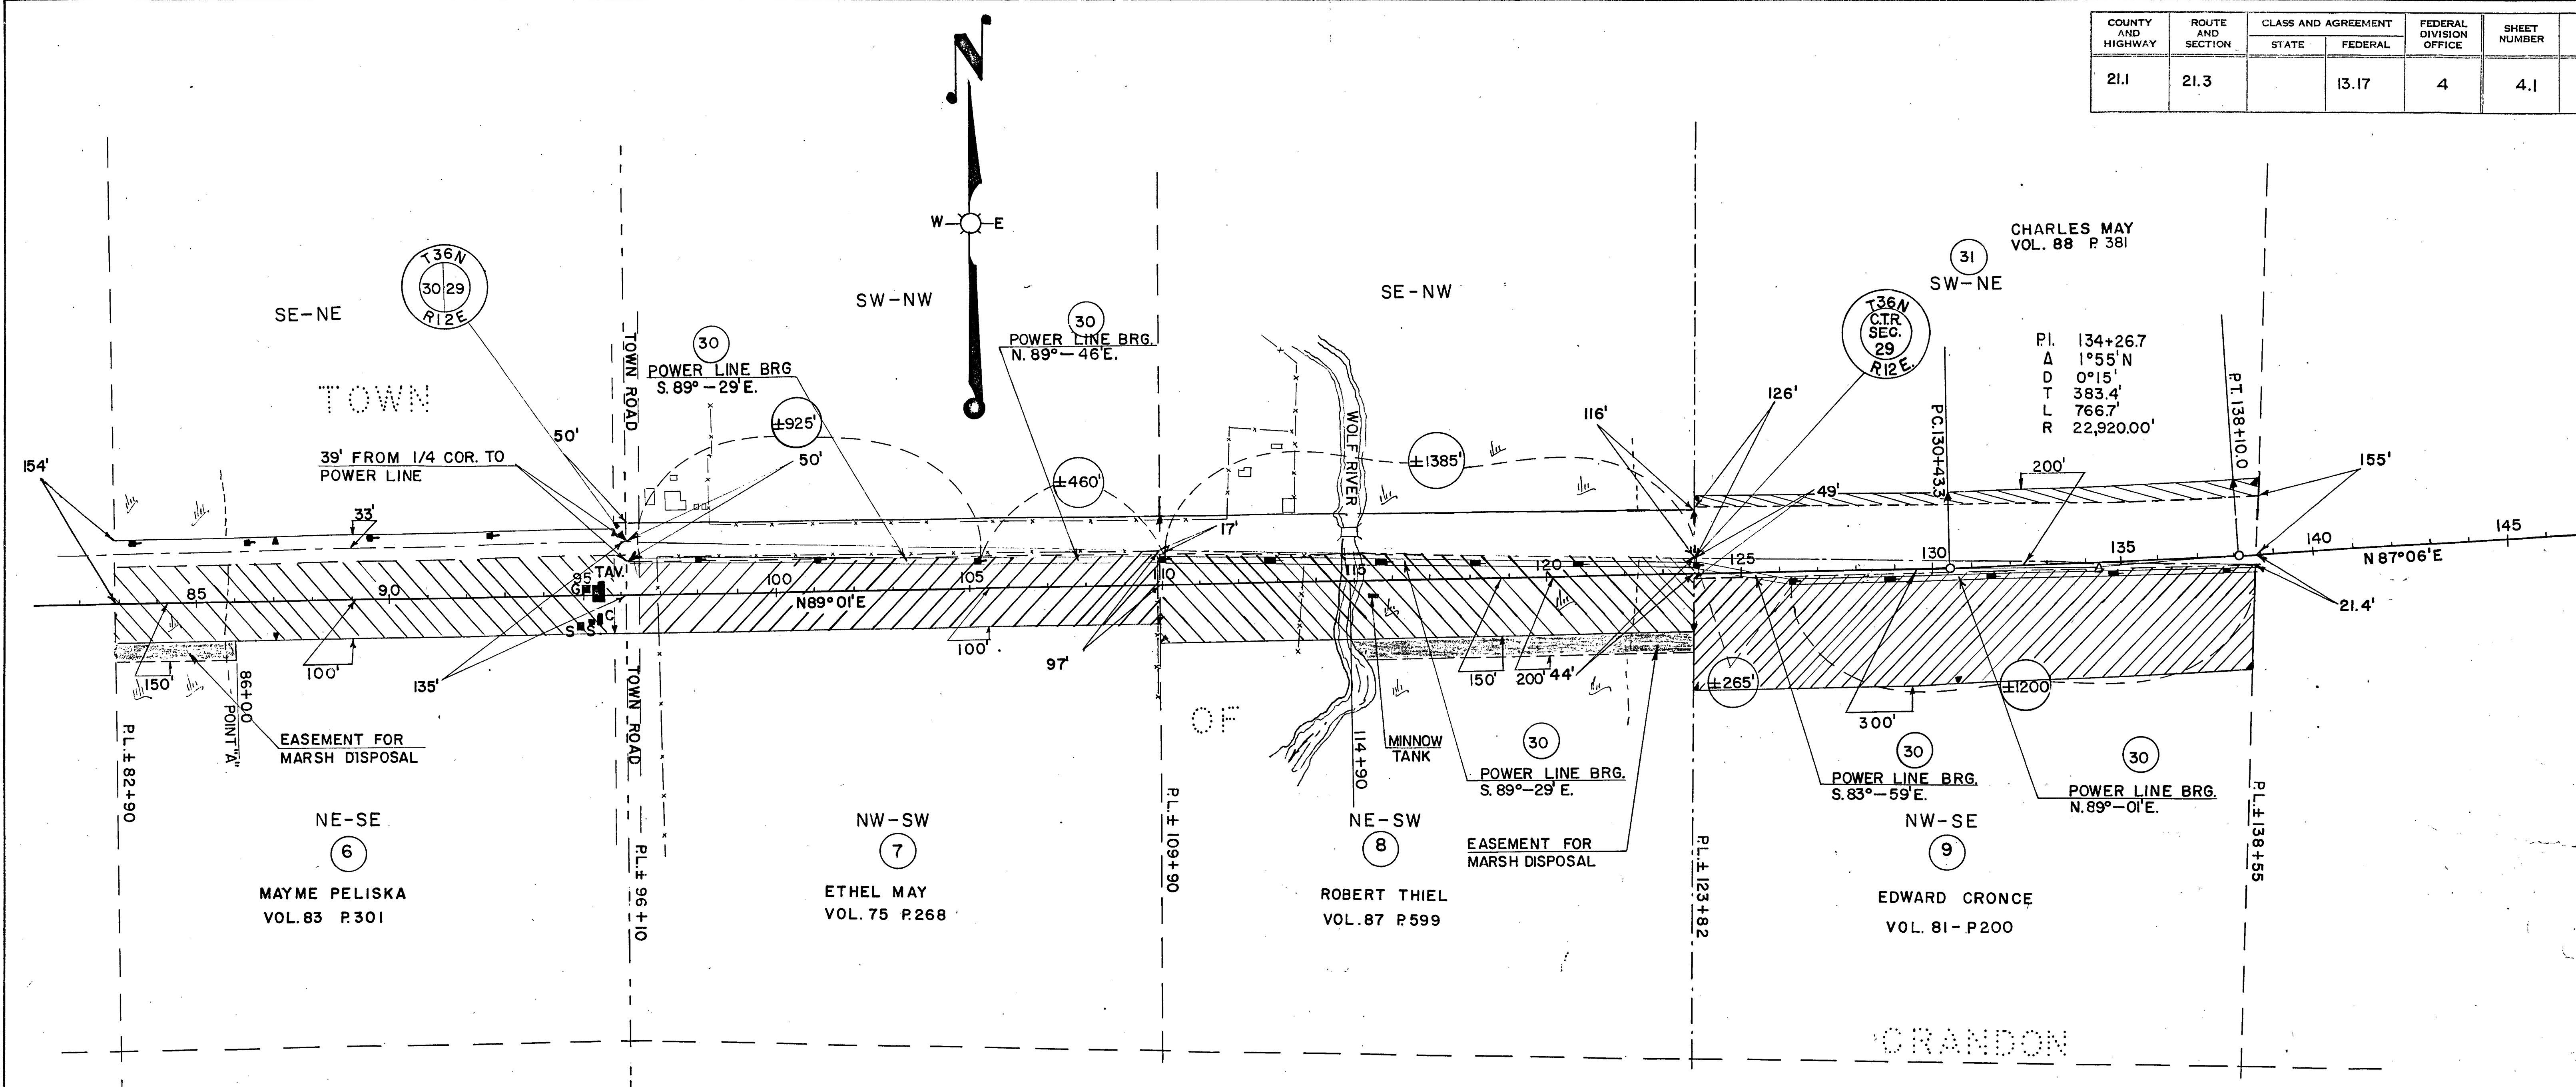 COUNTY AND HIGHWAY
ROUTE AND SECTION
CLASS AND AGREEMENT
STATE
FEDERAL
FEDERAL DIVISION OFFICE
SHEET NUMBER
21.1
21.3
13.17
4
4.1
N
W
E
CHARLES MAY
VOL. 88 P. 381
31
SW-NE
SE-NE
SW-NW
SE-NW
T36N
30 29
R12E
T36N
C.T.R.
SEC.
29
R12E.
P.I. 134+26.7
Δ 1°55'N
D 0°15'
T 383.4'
L 766.7'
R 22,920.00'
P.C. 130+43.3
P.T. 138+10.0
30
POWER LINE BRG
S. 89°-29'E.
30
POWER LINE BRG.
N. 89°-46'E.
TOWN ROAD
TOWN
50'
39' FROM 1/4 COR. TO
POWER LINE
±925'
50'
±460'
±1385'
WOLF RIVER
116'
126'
49'
200'
155'
154'
33'
17'
TAV.
G
S
S
C
85
90
95
100
105
110
115
120
125
130
135
140
145
N89°01'E
N 87°06'E
21.4'
150'
100'
135'
100'
97'
150'
200'
44'
±265'
±1200'
300'
86+00
POINT "A"
EASEMENT FOR
MARSH DISPOSAL
TOWN ROAD
OF
114+90
MINNOW
TANK
30
POWER LINE BRG.
S. 89°-29'E.
30
POWER LINE BRG.
S. 83°-59'E.
30
POWER LINE BRG.
N. 89°-01'E.
EASEMENT FOR
MARSH DISPOSAL
P.L. ± 82+90
P.L. ± 96+10
P.L. ± 109+90
P.L. ± 123+82
P.L. ± 138+55
NE-SE
6
MAYME PELISKA
VOL. 83 P. 301
NW-SW
7
ETHEL MAY
VOL. 75 P.268
NE-SW
8
ROBERT THIEL
VOL. 87 P. 599
NW-SE
9
EDWARD CRONCE
VOL. 81-P200
CRANDON